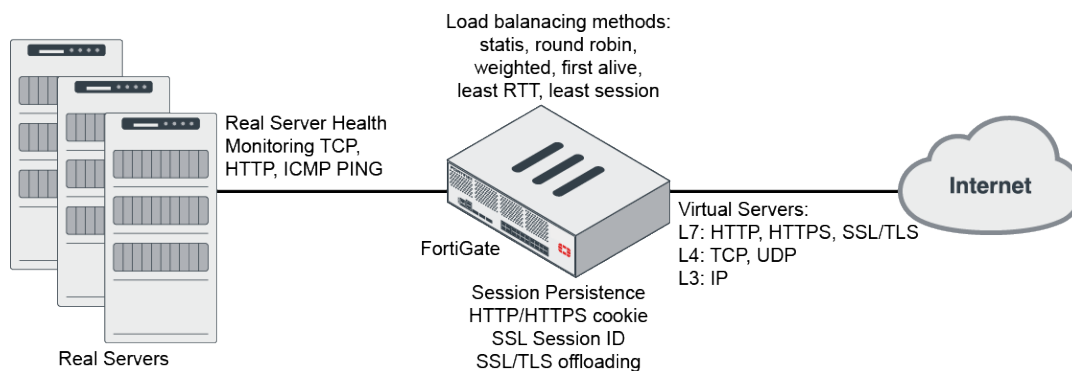 Load balanacing methods:
statis, round robin,
weighted, first alive,
least RTT, least session
Real Server Health
Monitoring TCP,
HTTP, ICMP PING
Internet
FortiGate
Virtual Servers:
L7: HTTP, HTTPS, SSL/TLS
L4: TCP, UDP
L3: IP
Session Persistence
HTTP/HTTPS cookie
SSL Session ID
SSL/TLS offloading
Real Servers